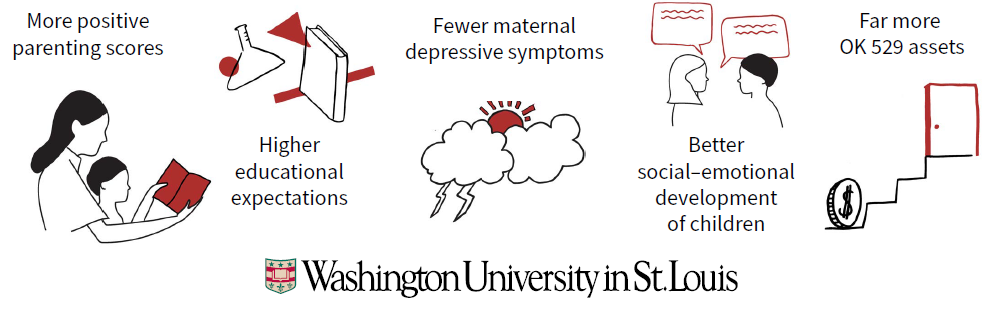 More positive
parenting scores
Higher
educational
expectations
Fewer maternal
depressive symptoms
Better
social–emotional
development
of children
Far more
OK 529 assets
$
Washington University in St. Louis